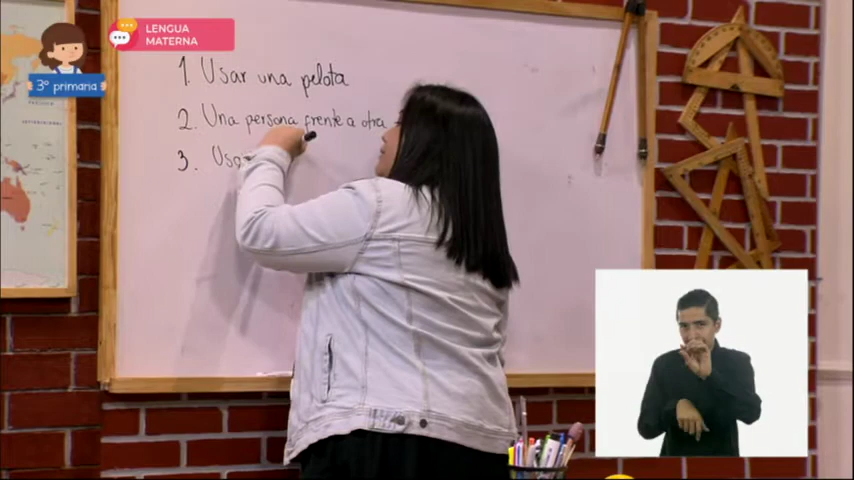 LENGUA
MATERNA
3° primaria
1. Usar una pelota
2. Una persona frente a otra
3. Usa